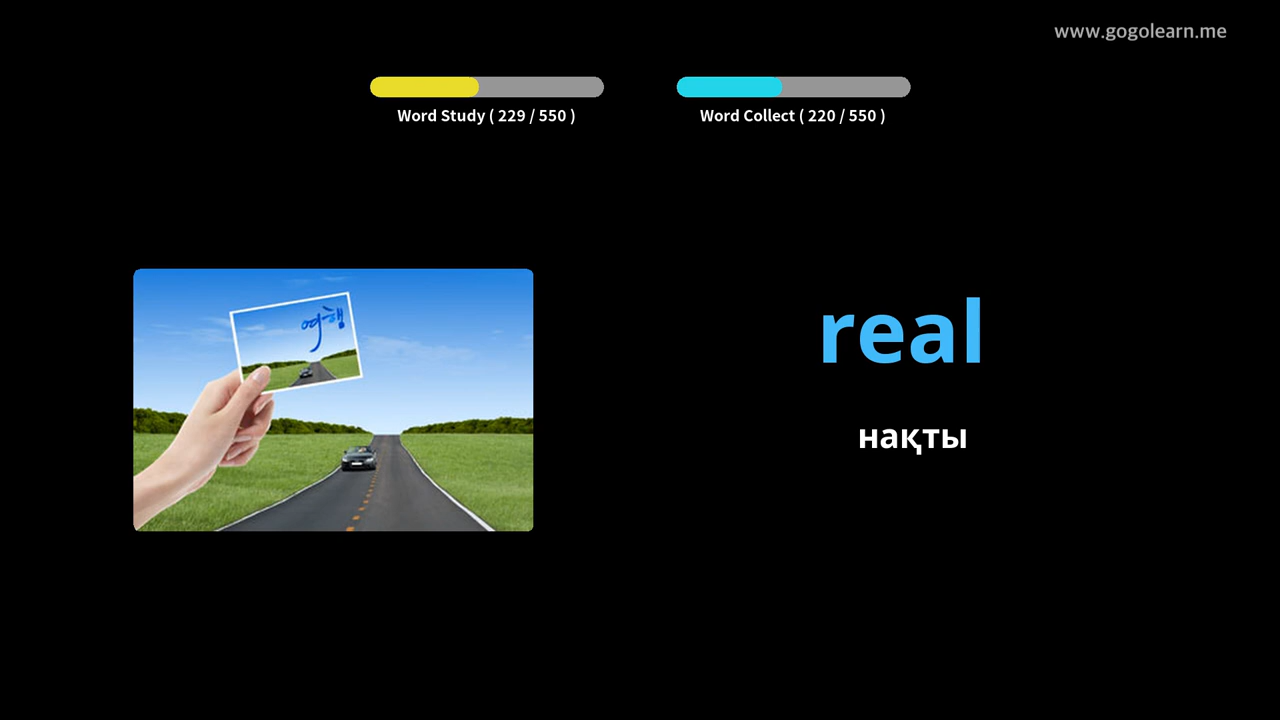 www.gogolearn.me
Word Study ( 229 / 550 )
Word Collect ( 220 / 550 )
여행
real
нақты